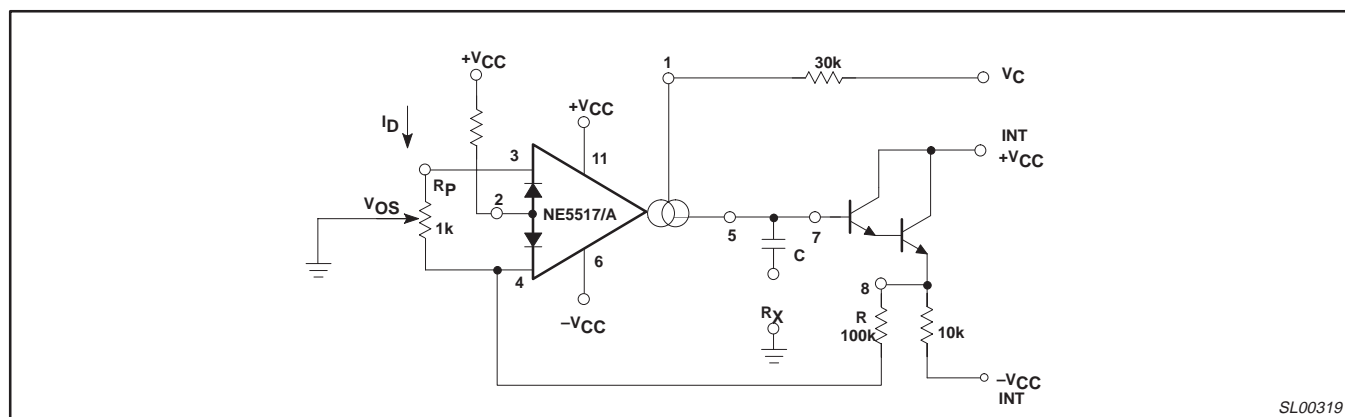 1
30k
VC
+VCC
+VCC
INT
+VCC
ID
3
11
RP
VOS
2
NE5517/A
1k
5
7
C
4
6
8
–VCC
RX
R
100k
10k
–VCC
INT
SL00319